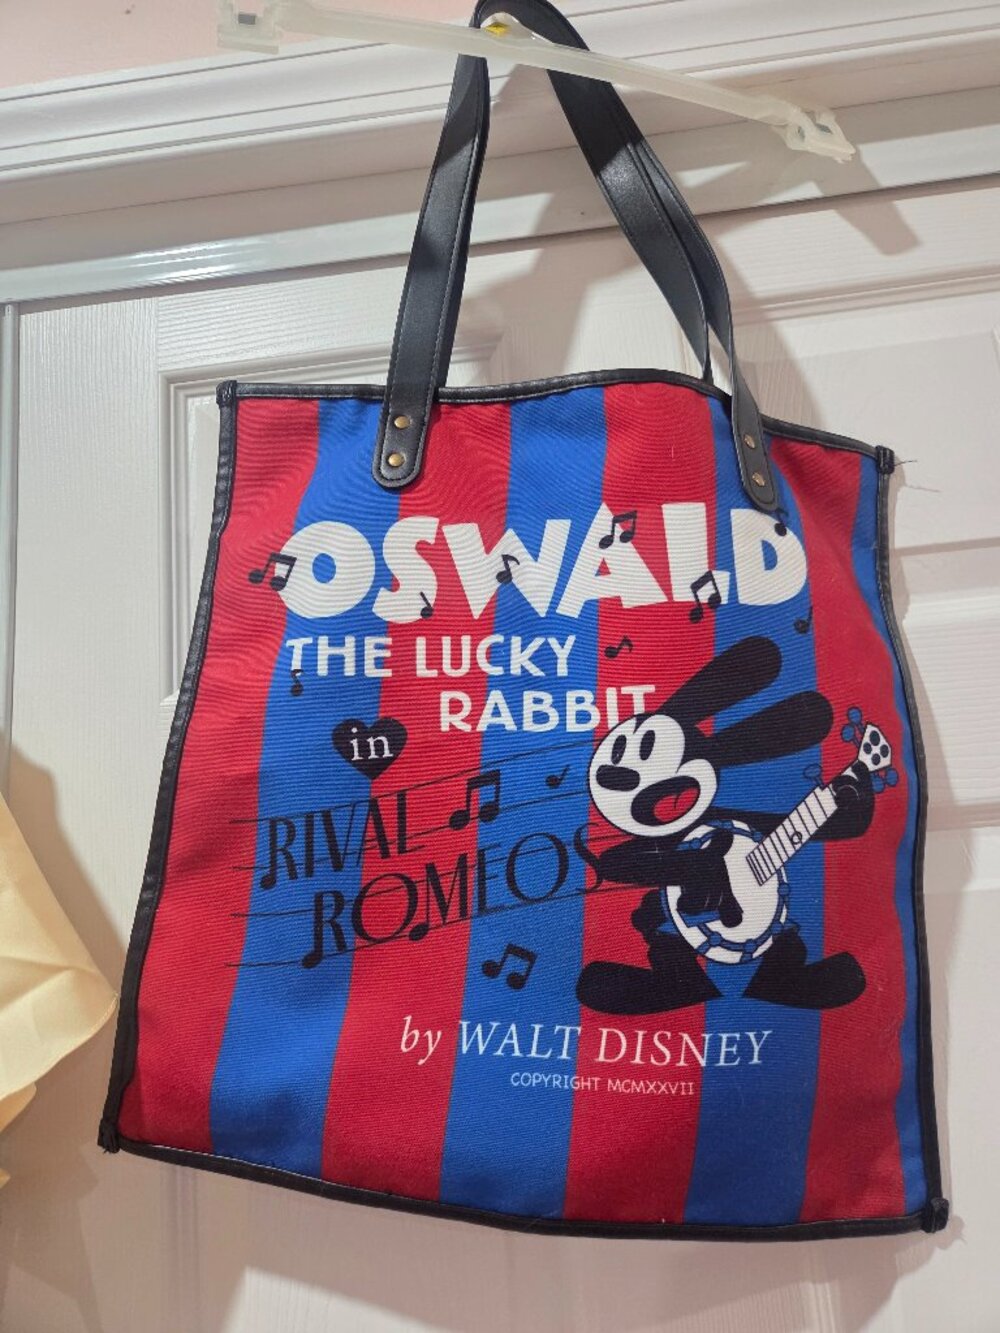 OSWALD
THE LUCKY
RABBIT
in
RIVAL
ROMEOS
by WALT DISNEY
COPYRIGHT MCMXXVII